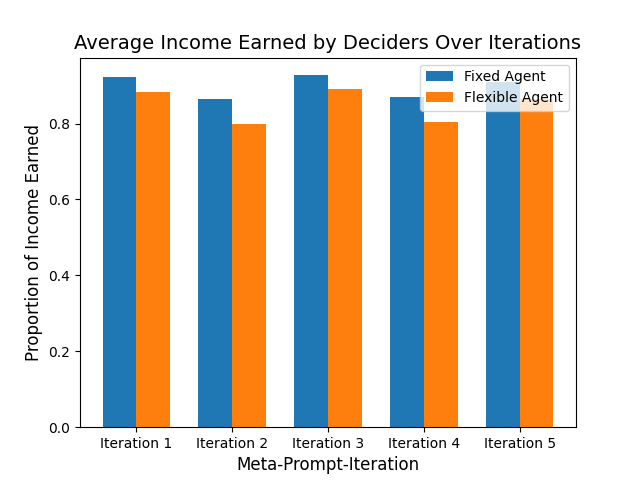 Average Income Earned by Deciders Over Iterations
Fixed Agent
Flexible Agent
Proportion of Income Earned
0.8
0.6
0.4
0.2
0.0
Iteration 1 Iteration 2 Iteration 3 Iteration 4 Iteration 5
Meta-Prompt-Iteration